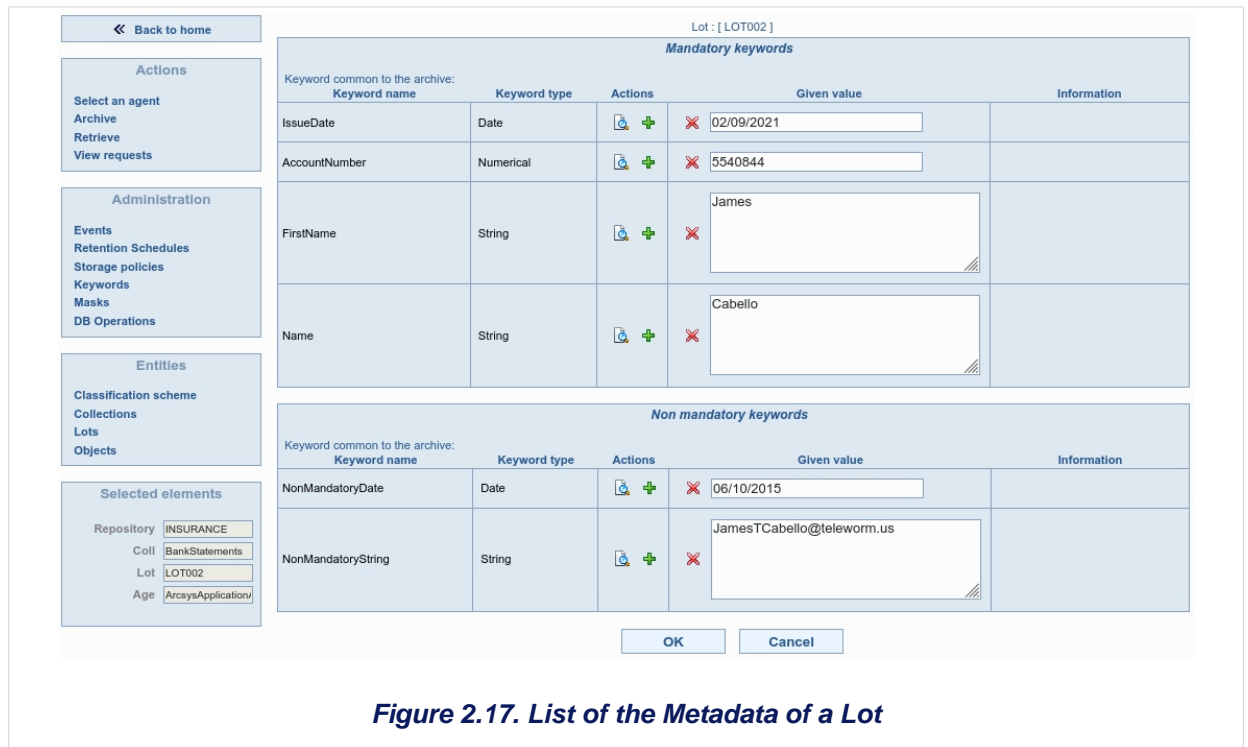 Back to home
Actions
Select an agent
Archive
Retrieve
View requests
Administration
Events
Retention Schedules
Storage policies
Keywords
Masks
DB Operations
Entities
Classification scheme
Collections
Lots
Objects
Selected elements
Repository INSURANCE
Coll BankStatements
Lot LOT002
Age ArcsysApplicationA
Lot : [ LOT002 ]
Mandatory keywords
Keyword common to the archive:
Keyword name Keyword type Actions Given value Information
IssueDate Date 02/09/2021
AccountNumber Numerical 5540844
FirstName String James
Name String Cabello
Non mandatory keywords
Keyword common to the archive:
Keyword name Keyword type Actions Given value Information
NonMandatoryDate Date 06/10/2015
NonMandatoryString String JamesTCabello@teleworm.us
OK Cancel
Figure 2.17. List of the Metadata of a Lot